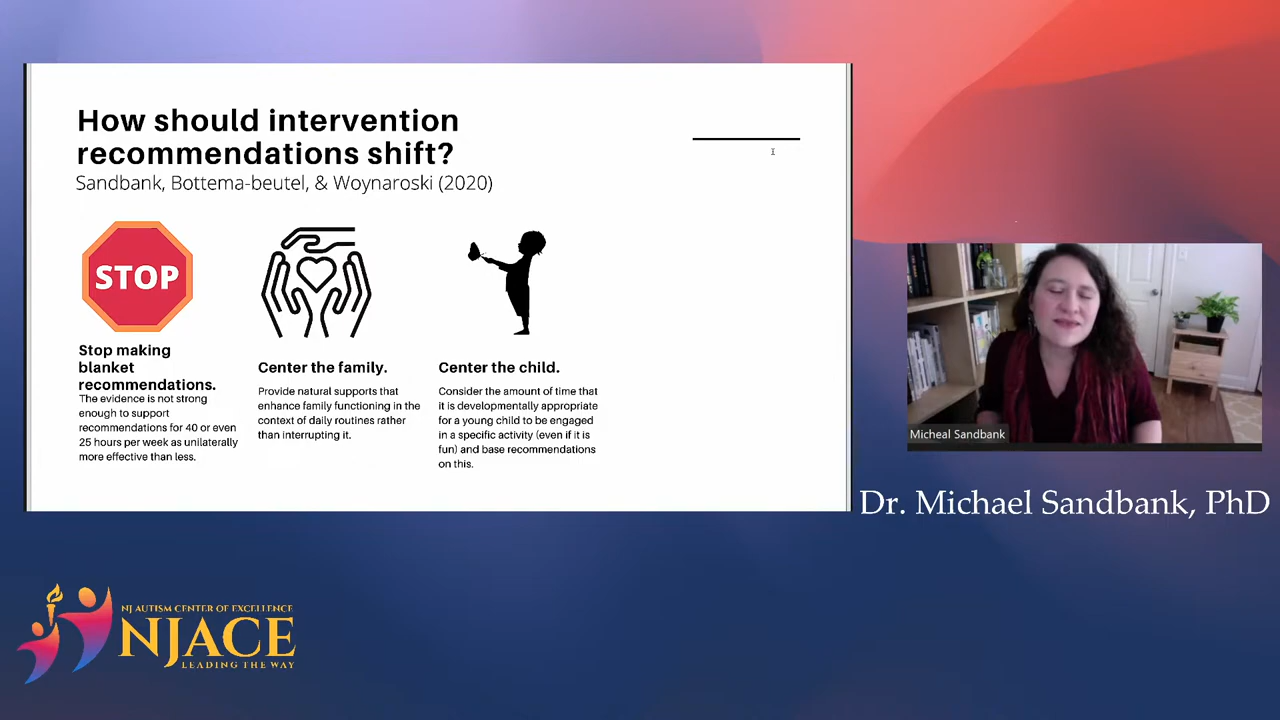 How should intervention
recommendations shift?
Sandbank, Bottema-beutel, & Woynaroski (2020)
STOP
Stop making
blanket
recommendations.
The evidence is not strong
enough to support
recommendations for 40 or even
25 hours per week as unilaterally
more effective than less.
Center the family.
Provide natural supports that
enhance family functioning in the
context of daily routines rather
than interrupting it.
Center the child.
Consider the amount of time that
it is developmentally appropriate
for a young child to be engaged
in a specific activity (even if it is
fun) and base recommendations
on this.
Micheal Sandbank
Dr. Michael Sandbank, PhD
NJ AUTISM CENTER OF EXCELLENCE
NJACE
LEADING THE WAY